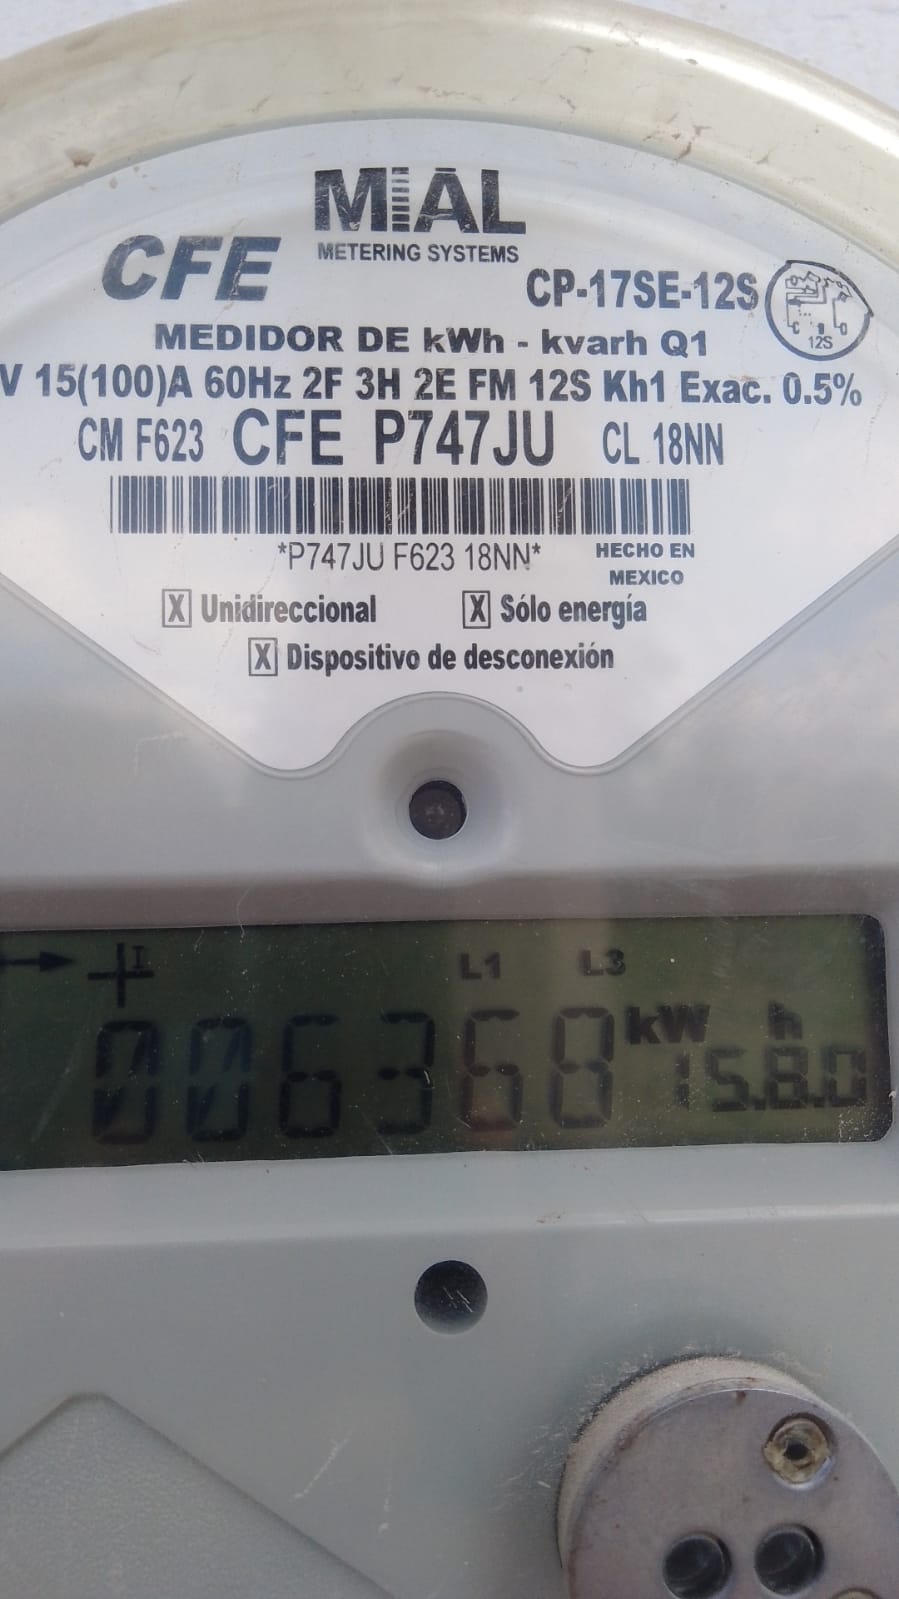 MIAL
METERING SYSTEMS
CFE
CP-17SE-12S
12S
MEDIDOR DE kWh - kvarh Q1
V 15(100)A 60Hz 2F 3H 2E FM 12S Kh1 Exac. 0.5%
CM F623 CFE P747JU CL 18NN
*P747JU F623 18NN*
HECHO EN
MEXICO
X Unidireccional X Sólo energía
X Dispositivo de desconexión
L1 L3
006368 kW h
15.8.0